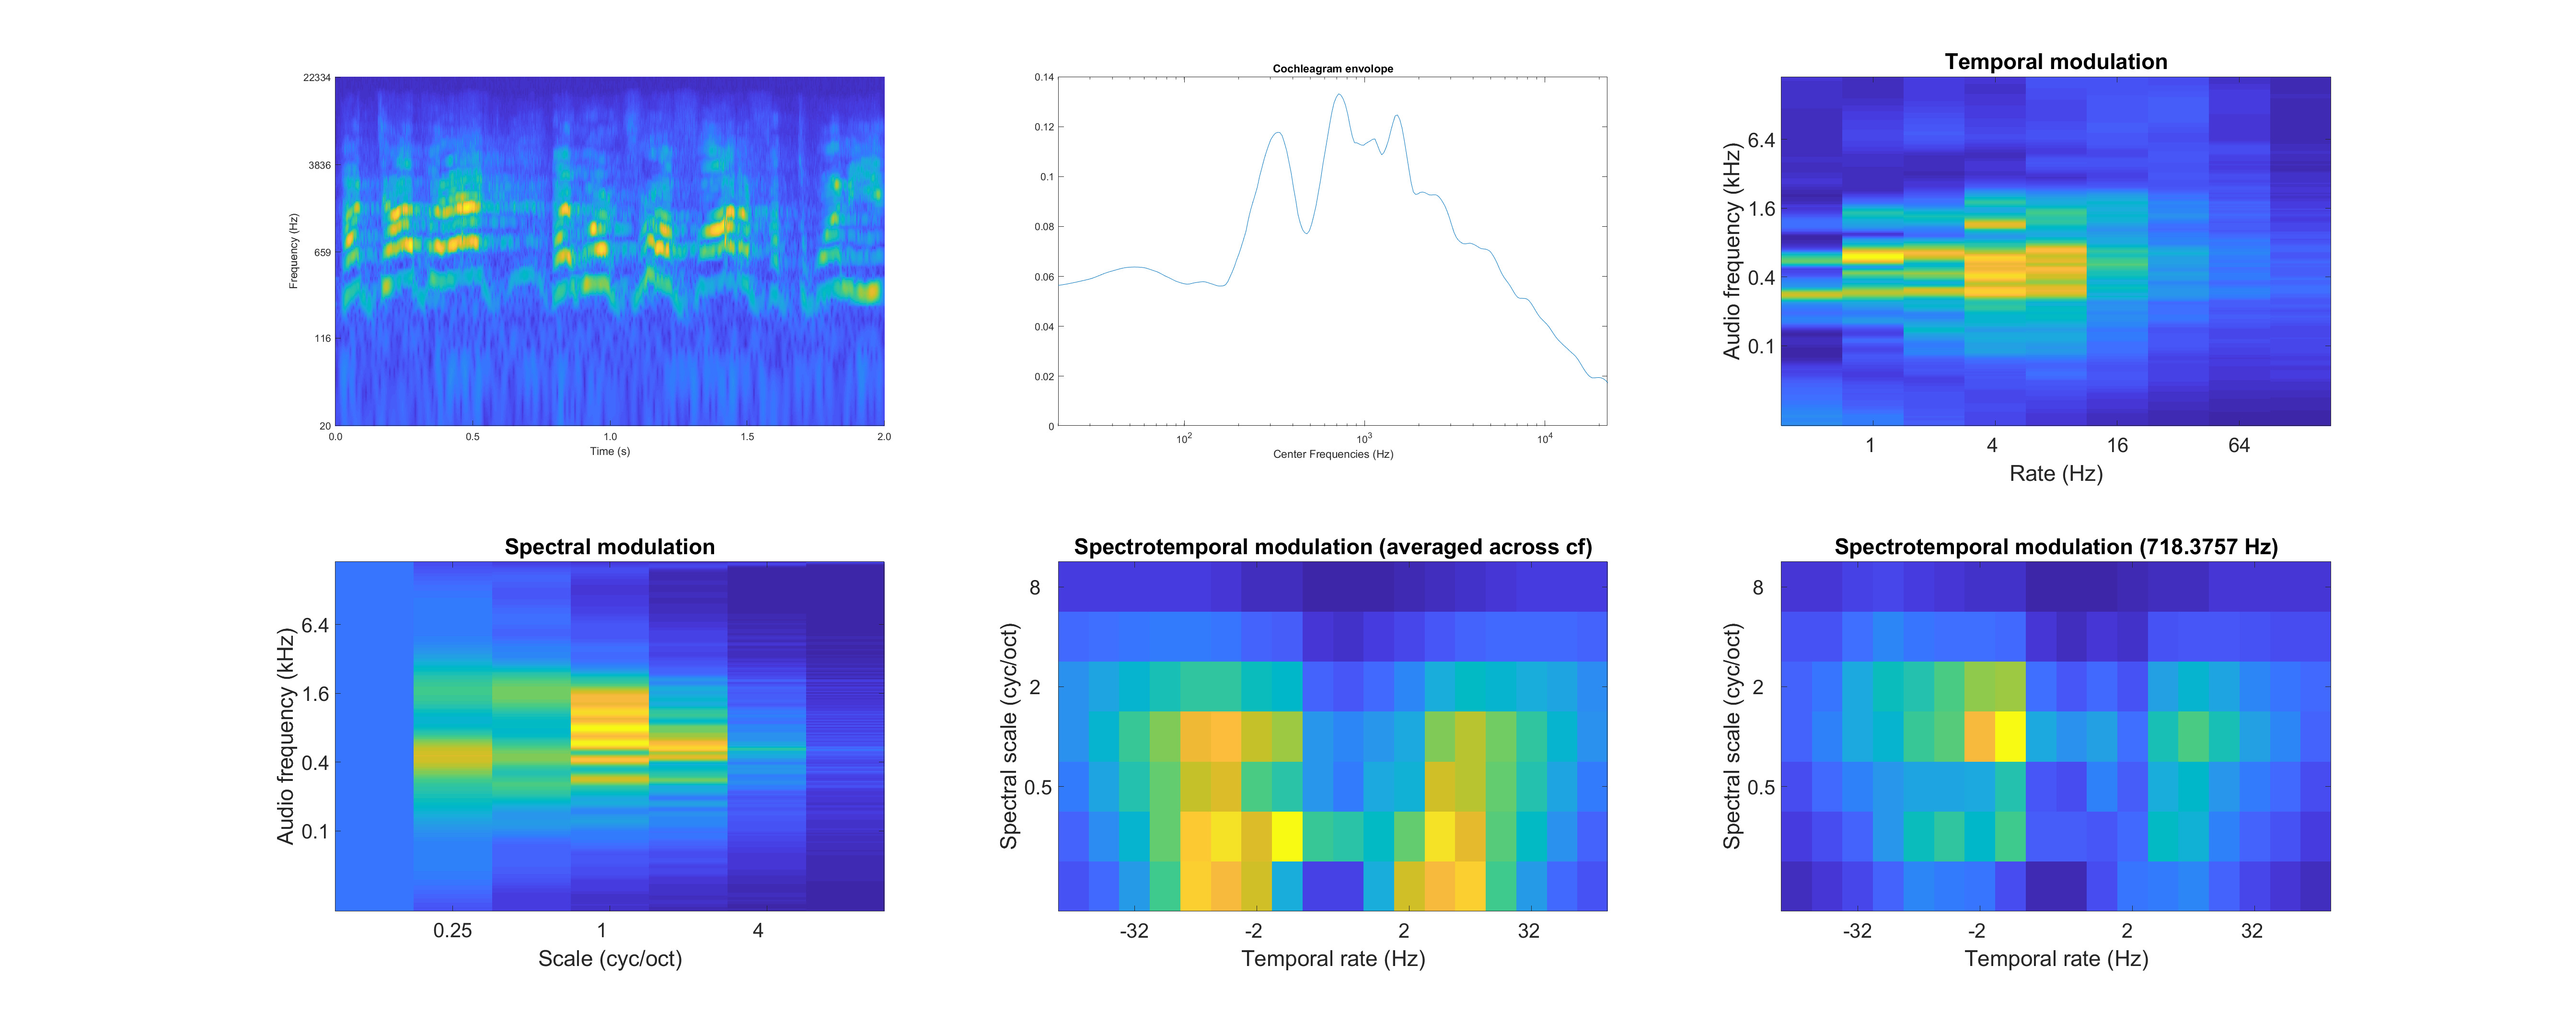 22334
3836
659
116
20
Frequency (Hz)
0.0 0.5 1.0 1.5 2.0
Time (s)
Cochleagram envolope
0.14
0.12
0.1
0.08
0.06
0.04
0.02
0
10^2 10^3 10^4
Center Frequencies (Hz)
Temporal modulation
6.4
1.6
0.4
0.1
Audio frequency (kHz)
1 4 16 64
Rate (Hz)
Spectral modulation
6.4
1.6
0.4
0.1
Audio frequency (kHz)
0.25 1 4
Scale (cyc/oct)
Spectrotemporal modulation (averaged across cf)
8
2
0.5
Spectral scale (cyc/oct)
-32 -2 2 32
Temporal rate (Hz)
Spectrotemporal modulation (718.3757 Hz)
8
2
0.5
Spectral scale (cyc/oct)
-32 -2 2 32
Temporal rate (Hz)